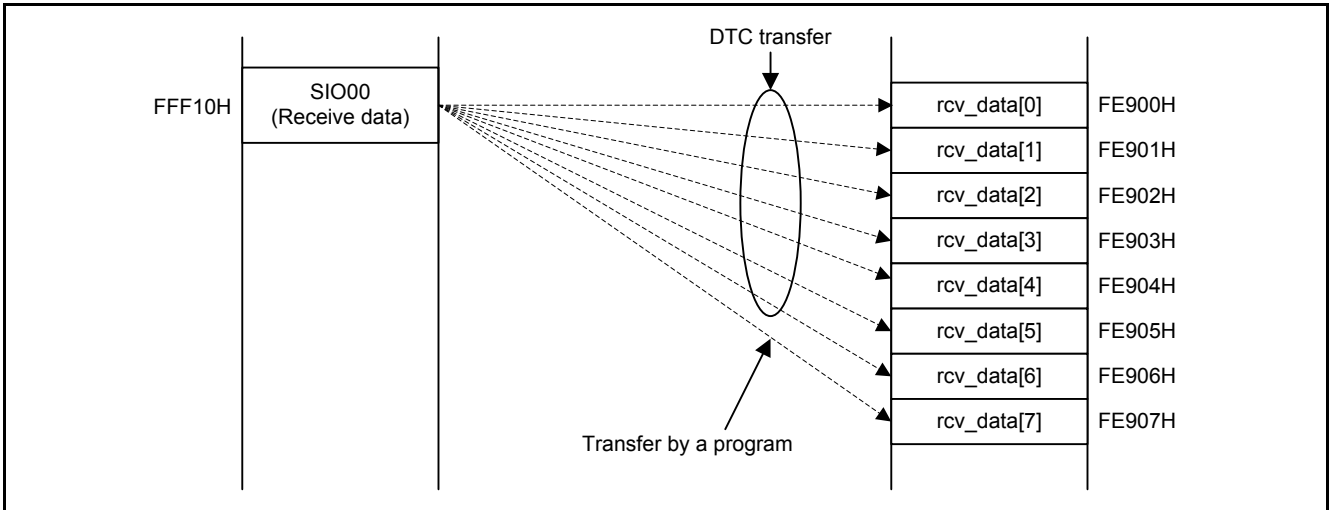 DTC transfer
SIO00
(Receive data)
FFF10H
rcv_data[0] FE900H
rcv_data[1] FE901H
rcv_data[2] FE902H
rcv_data[3] FE903H
rcv_data[4] FE904H
rcv_data[5] FE905H
rcv_data[6] FE906H
rcv_data[7] FE907H
Transfer by a program